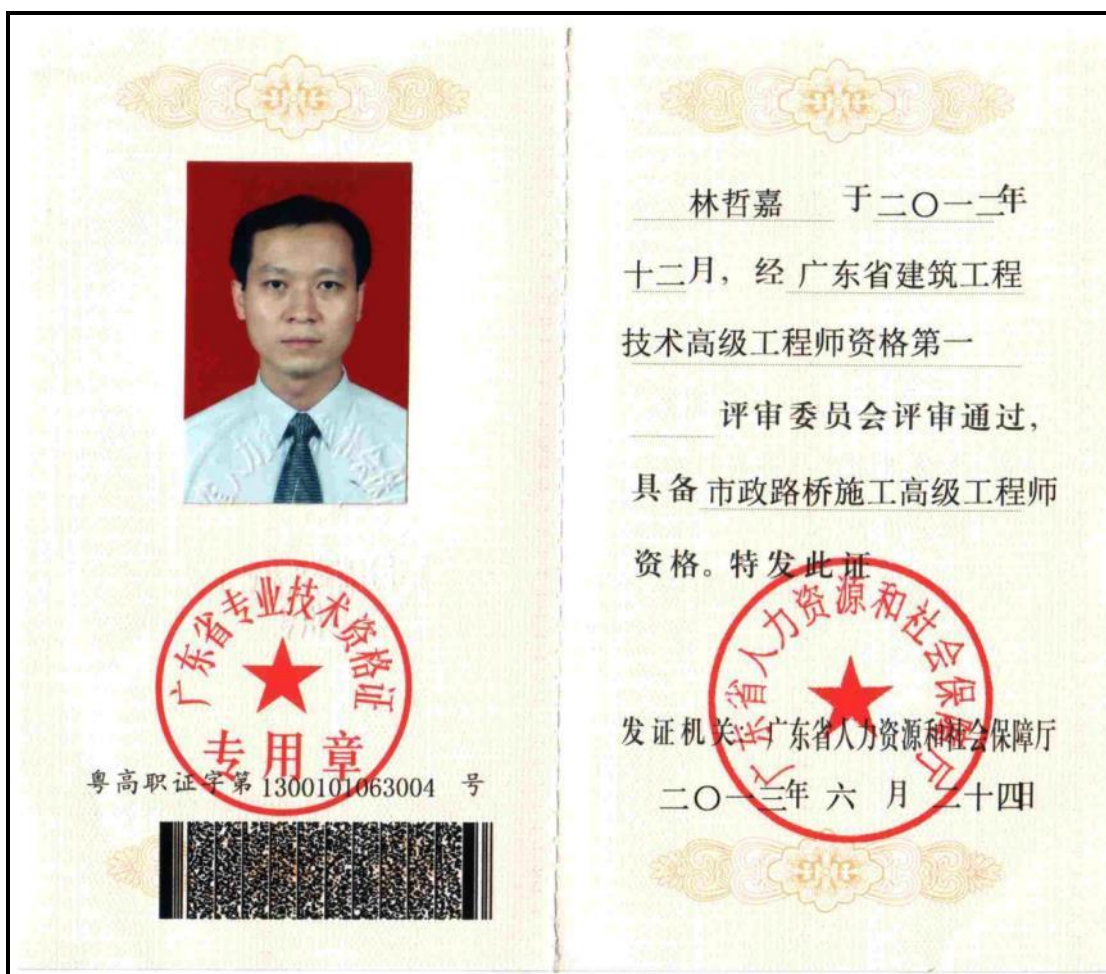 广东省专业技术资格证
专用章
粤高职证字第 1300101063004 号
林哲嘉 于二〇一二年
十二月，经 广东省建筑工程
技术高级工程师资格第一
评审委员会评审通过，
具备 市政路桥施工高级工程师
资格。特发此证
广东省人力资源和社会保障厅
发证机关：广东省人力资源和社会保障厅
二〇一三年 六 月 二十四日